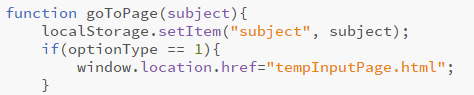 function goToPage(subject){
    localStorage.setItem("subject", subject);
    if(optionType == 1){
        window.location.href="tempInputPage.html";
    }